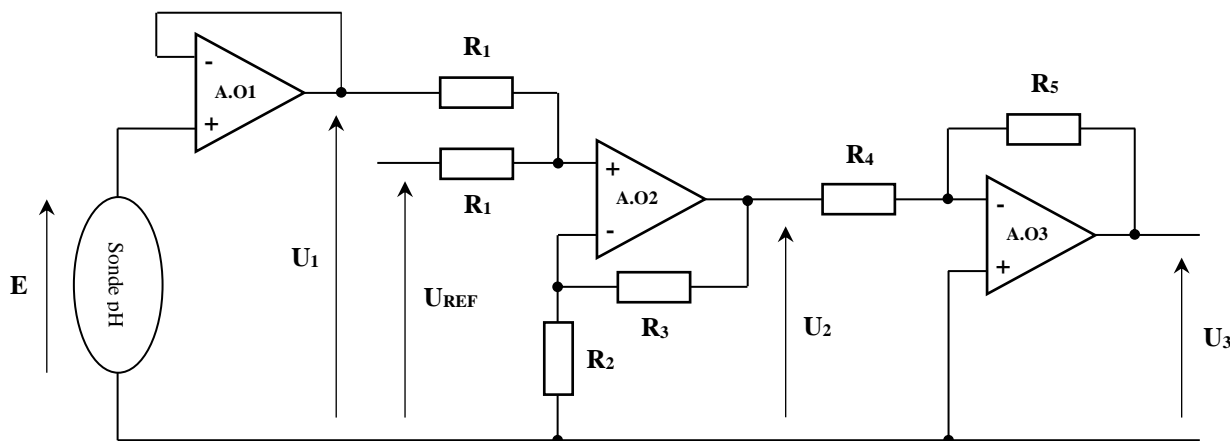 R1
-
A.O1
+
R5
R4
R1
+
A.O2
-
-
A.O3
+
E
Sonde pH
U1
UREF
R3
R2
U2
U3